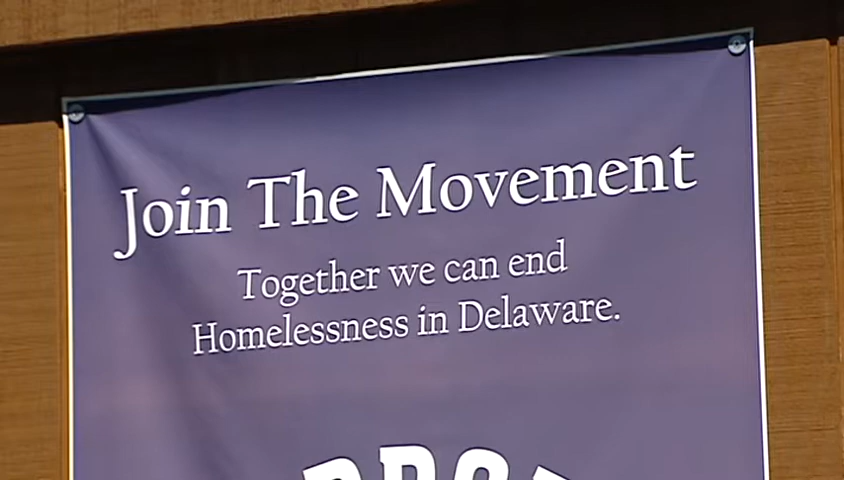 Join The Movement
Together we can end
Homelessness in Delaware.